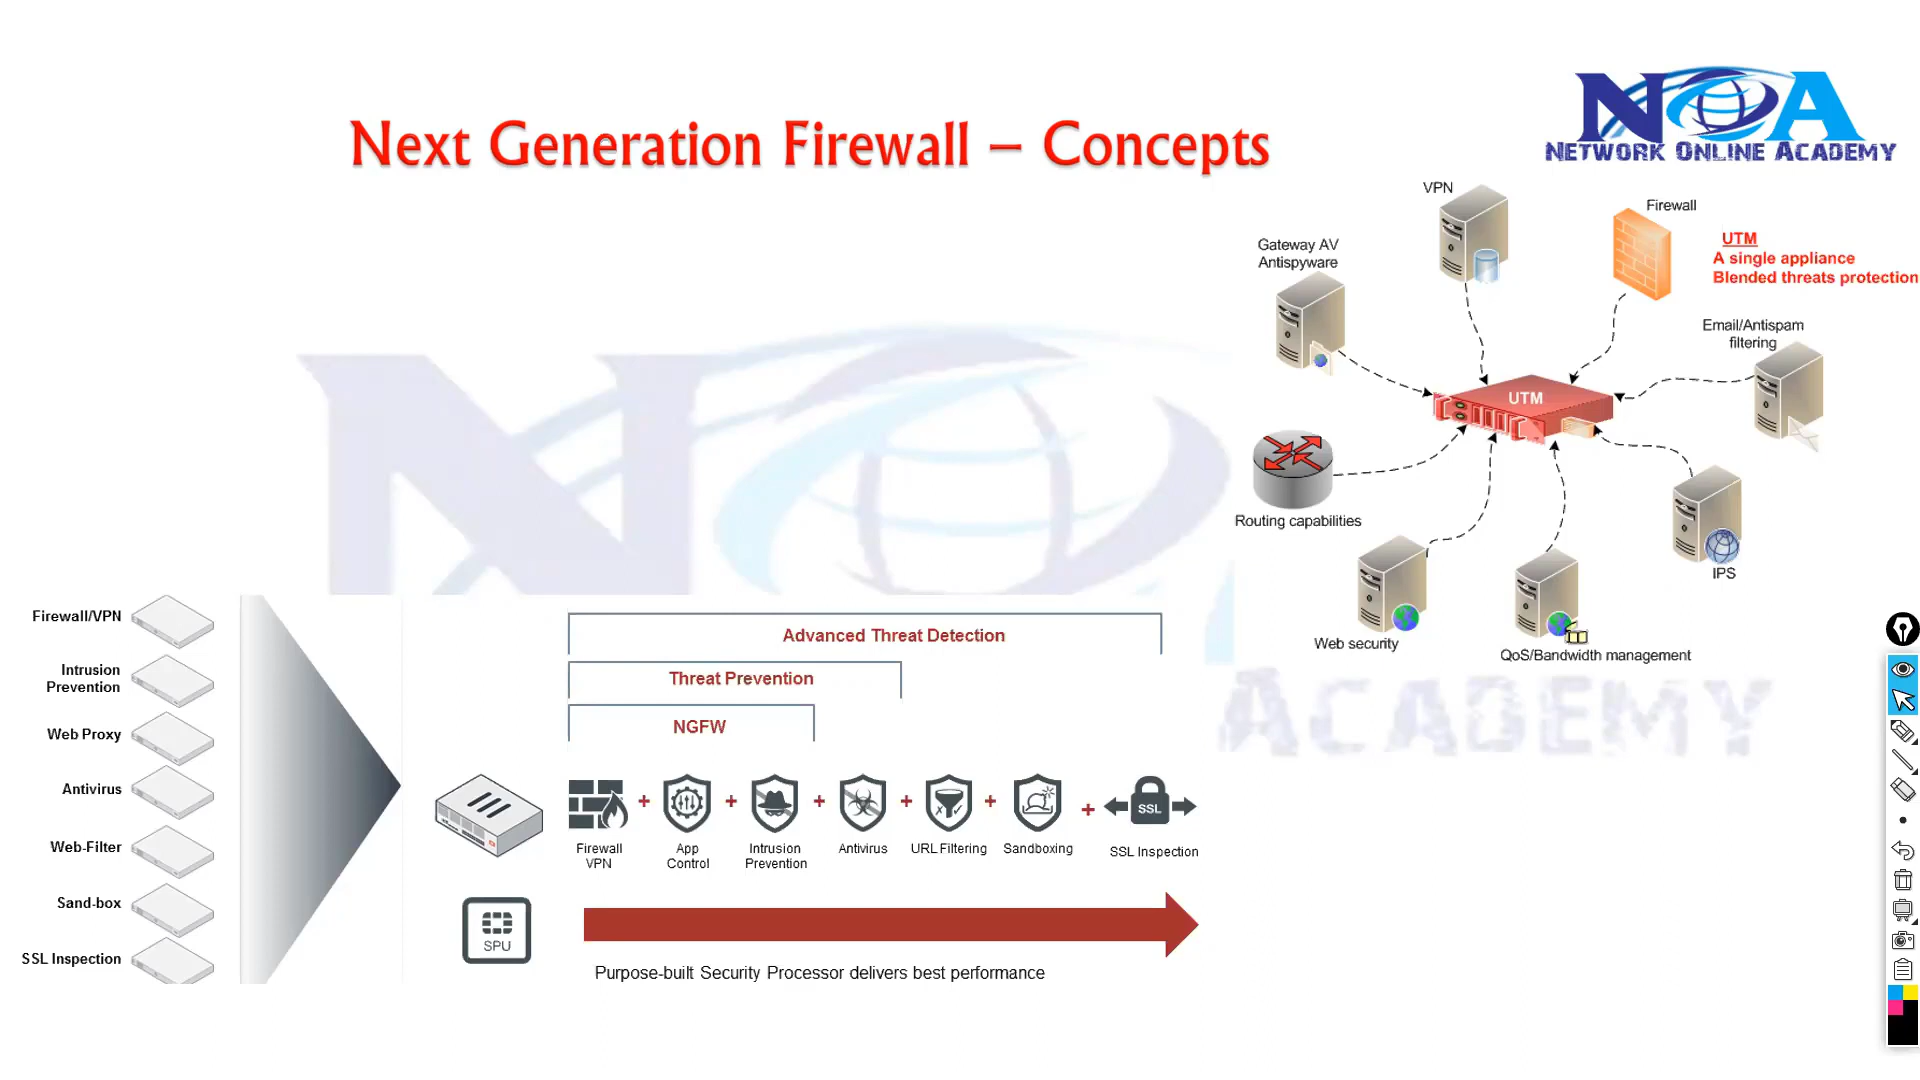 NOA
NETWORK ONLINE ACADEMY
Next Generation Firewall – Concepts
VPN
Firewall
UTM
A single appliance
Blended threats protection
Gateway AV
Antispyware
Email/Antispam
filtering
UTM
Routing capabilities
IPS
Web security
QoS/Bandwidth management
ACADEMY
Firewall/VPN
Intrusion
Prevention
Web Proxy
Antivirus
Web-Filter
Sand-box
SSL Inspection
Advanced Threat Detection
Threat Prevention
NGFW
SSL
Firewall
VPN
App
Control
Intrusion
Prevention
Antivirus
URL Filtering
Sandboxing
SSL Inspection
SPU
Purpose-built Security Processor delivers best performance